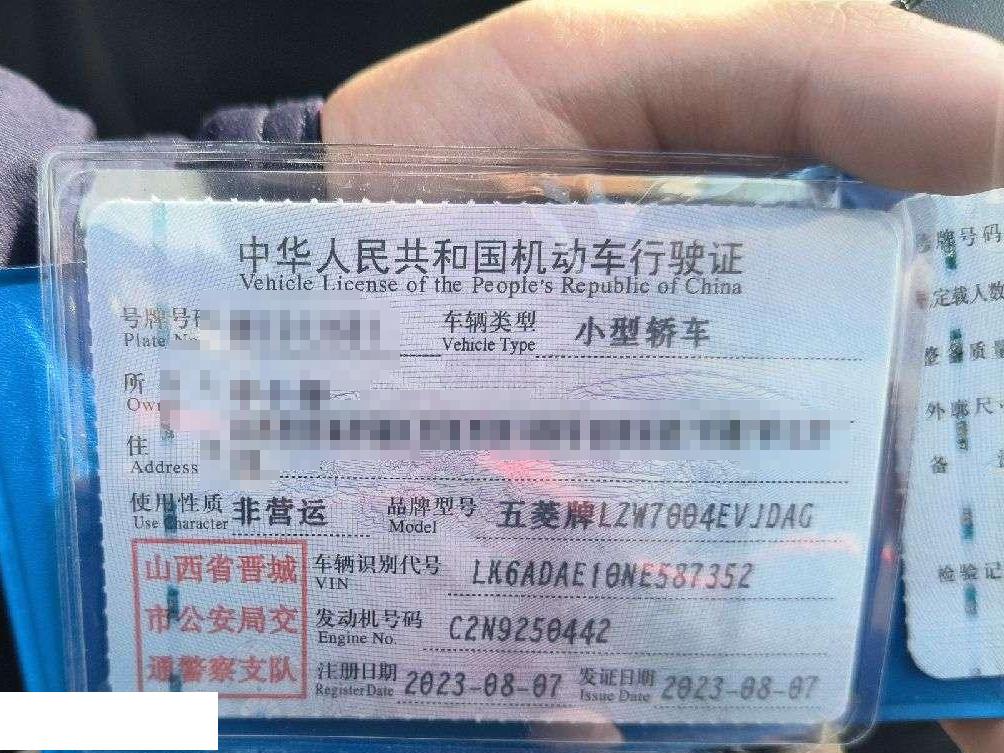 中华人民共和国机动车行驶证
Vehicle License of the People's Republic of China
号牌号码 车辆类型 小型轿车
Plate Vehicle Type
所
Own
住
Address
使用性质 非营运 品牌型号 五菱牌LZW7004EVJDAG
Use Character Model
山西省晋城 车辆识别代号 LK6ADAE10NE587352
VIN
市公安局交 发动机号码 C2N9250442
Engine No.
通警察支队 注册日期 2023-08-07 发证日期 2023-08-07
Register Date Issue Date
号牌号码
定载人数
整备质量
外廓尺
备
检验记